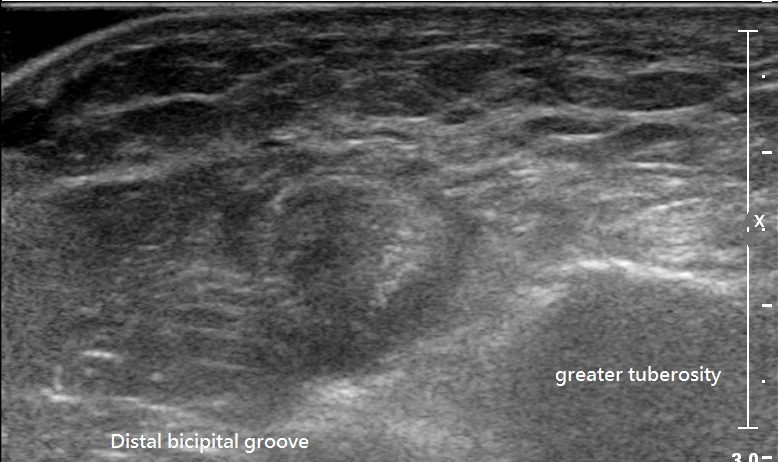 X
greater tuberosity
Distal bicipital groove
3.0